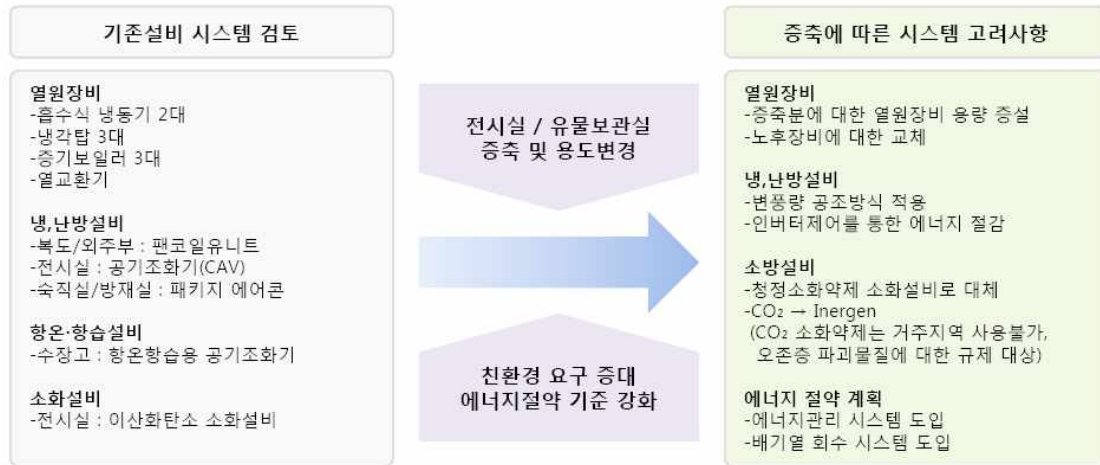 기존설비 시스템 검토
열원장비
-흡수식 냉동기 2대
-냉각탑 3대
-증기보일러 3대
-열교환기
냉,난방설비
-복도/외주부 : 팬코일유니트
-전시실 : 공기조화기(CAV)
-숙직실/방재실 : 패키지 에어콘
항온·항습설비
-수장고 : 항온항습용 공기조화기
소화설비
-전시실 : 이산화탄소 소화설비
전시실 / 유물보관실
증축 및 용도변경
친환경 요구 증대
에너지절약 기준 강화
증축에 따른 시스템 고려사항
열원장비
-증축분에 대한 열원장비 용량 증설
-노후장비에 대한 교체
냉,난방설비
-변풍량 공조방식 적용
-인버터제어를 통한 에너지 절감
소방설비
-청정소화약제 소화설비로 대체
-CO₂ → Inergen
(CO₂ 소화약제는 거주지역 사용불가,
오존층 파괴물질에 대한 규제 대상)
에너지 절약 계획
-에너지관리 시스템 도입
-배기열 회수 시스템 도입